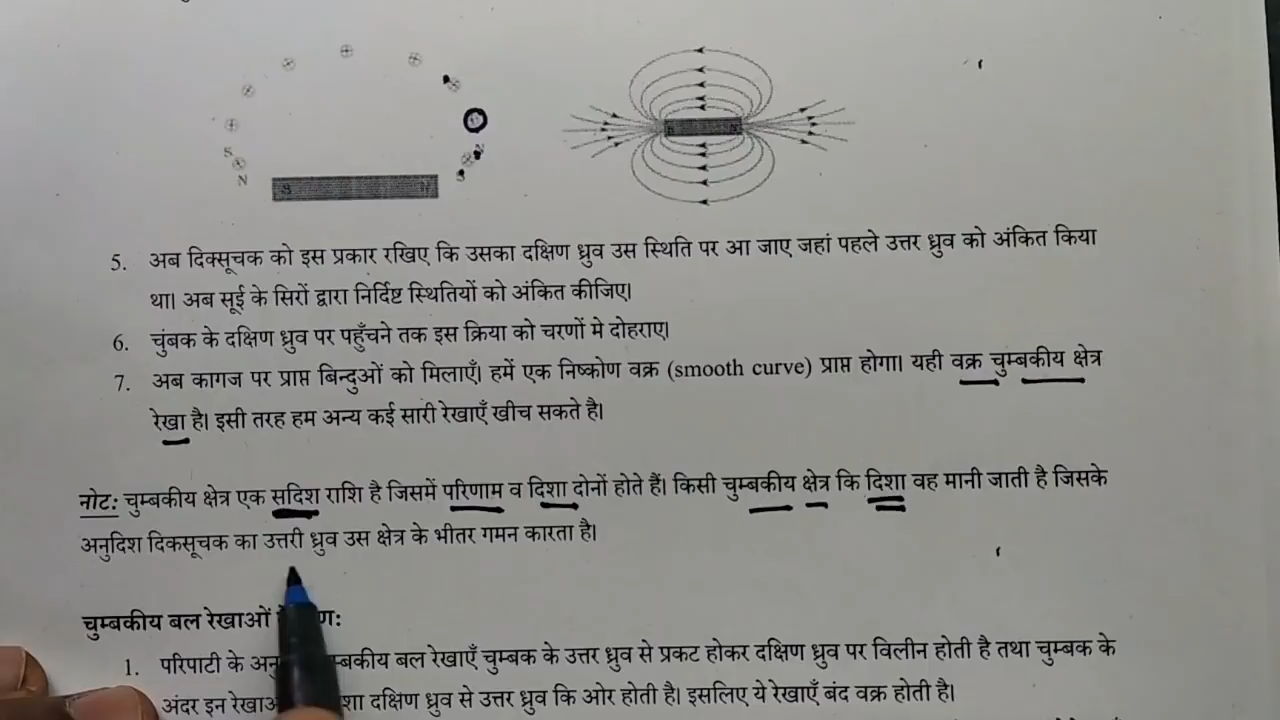 S
N
S
N
N
S
5. अब दिक्सूचक को इस प्रकार रखिए कि उसका दक्षिण ध्रुव उस स्थिति पर आ जाए जहां पहले उत्तर ध्रुव को अंकित किया
था। अब सूई के सिरों द्वारा निर्दिष्ट स्थितियों को अंकित कीजिए।
6. चुंबक के दक्षिण ध्रुव पर पहुँचने तक इस क्रिया को चरणों मे दोहराए।
7. अब कागज पर प्राप्त बिन्दुओं को मिलाएँ। हमें एक निष्कोण वक्र (smooth curve) प्राप्त होगा। यही वक्र चुम्बकीय क्षेत्र
रेखा है। इसी तरह हम अन्य कई सारी रेखाएँ खीच सकते है।
नोट: चुम्बकीय क्षेत्र एक सदिश राशि है जिसमें परिणाम व दिशा दोनों होते हैं। किसी चुम्बकीय क्षेत्र कि दिशा वह मानी जाती है जिसके
अनुदिश दिकसूचक का उत्तरी ध्रुव उस क्षेत्र के भीतर गमन कारता है।
चुम्बकीय बल रेखाओं
1. परिपाटी के चुम्बकीय बल रेखाएँ चुम्बक के उत्तर ध्रुव से प्रकट होकर दक्षिण ध्रुव पर विलीन होती है तथा चुम्बक के
अंदर इन दक्षिण ध्रुव से उत्तर ध्रुव कि ओर होती है। इसलिए ये रेखाएँ बंद वक्र होती है।